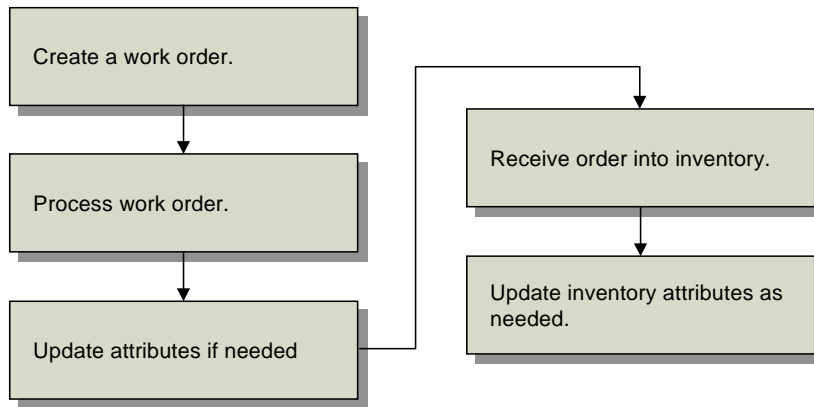 Create a work order.
Process work order.
Update attributes if needed
Receive order into inventory.
Update inventory attributes as
needed.